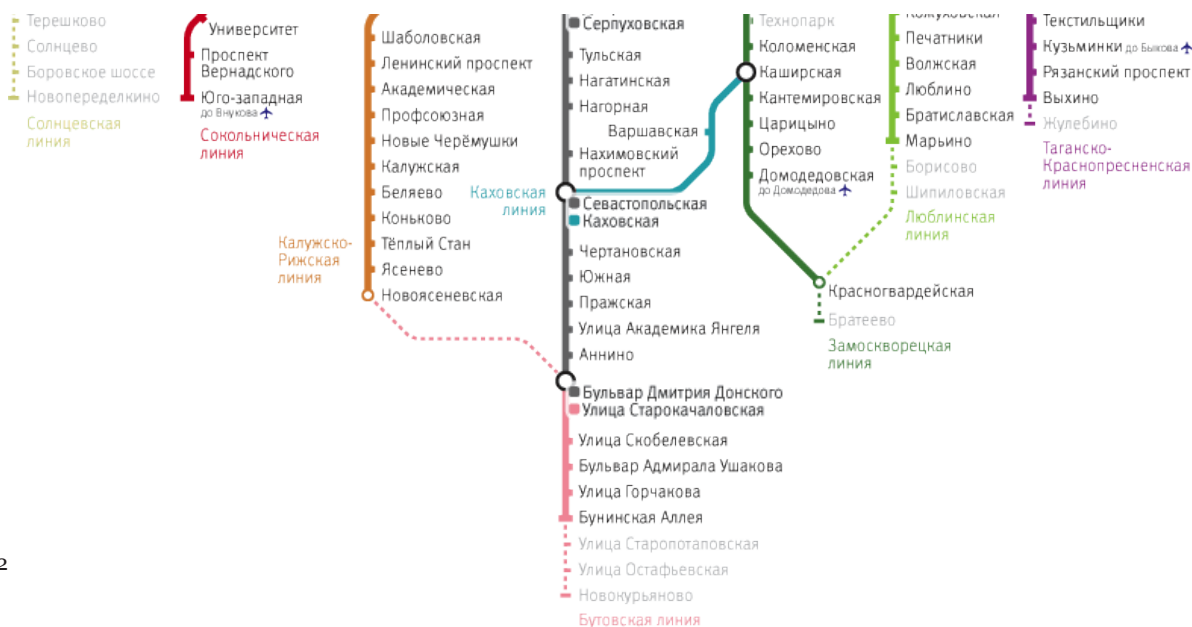 Терешково
Солнцево
Боровское шоссе
Новопеределкино
Солнцевская
линия
Университет
Проспект
Вернадского
Юго-западная
до Внукова
Сокольническая
линия
Шаболовская
Ленинский проспект
Академическая
Профсоюзная
Новые Черёмушки
Калужская
Беляево
Коньково
Тёплый Стан
Ясенево
Новоясеневская
Калужско-
Рижская
линия
Серпуховская
Тульская
Нагатинская
Нагорная
Варшавская
Нахимовский
проспект
Каховская
линия
Севастопольская
Каховская
Чертановская
Южная
Пражская
Улица Академика Янгеля
Аннино
Бульвар Дмитрия Донского
Улица Старокачаловская
Улица Скобелевская
Бульвар Адмирала Ушакова
Улица Горчакова
Бунинская Аллея
Улица Старопотаповская
Улица Остафьевская
Новокурьяново
Бутовская линия
Технопарк
Коломенская
Каширская
Кантемировская
Царицыно
Орехово
Домодедовская
до Домодедова
Красногвардейская
Братеево
Замоскворецкая
линия
Кожуховская
Печатники
Волжская
Люблино
Братиславская
Марьино
Борисово
Шипиловская
Люблинская
линия
Текстильщики
Кузьминки до Быкова
Рязанский проспект
Выхино
Жулебино
Таганско-
Краснопресненская
линия
2